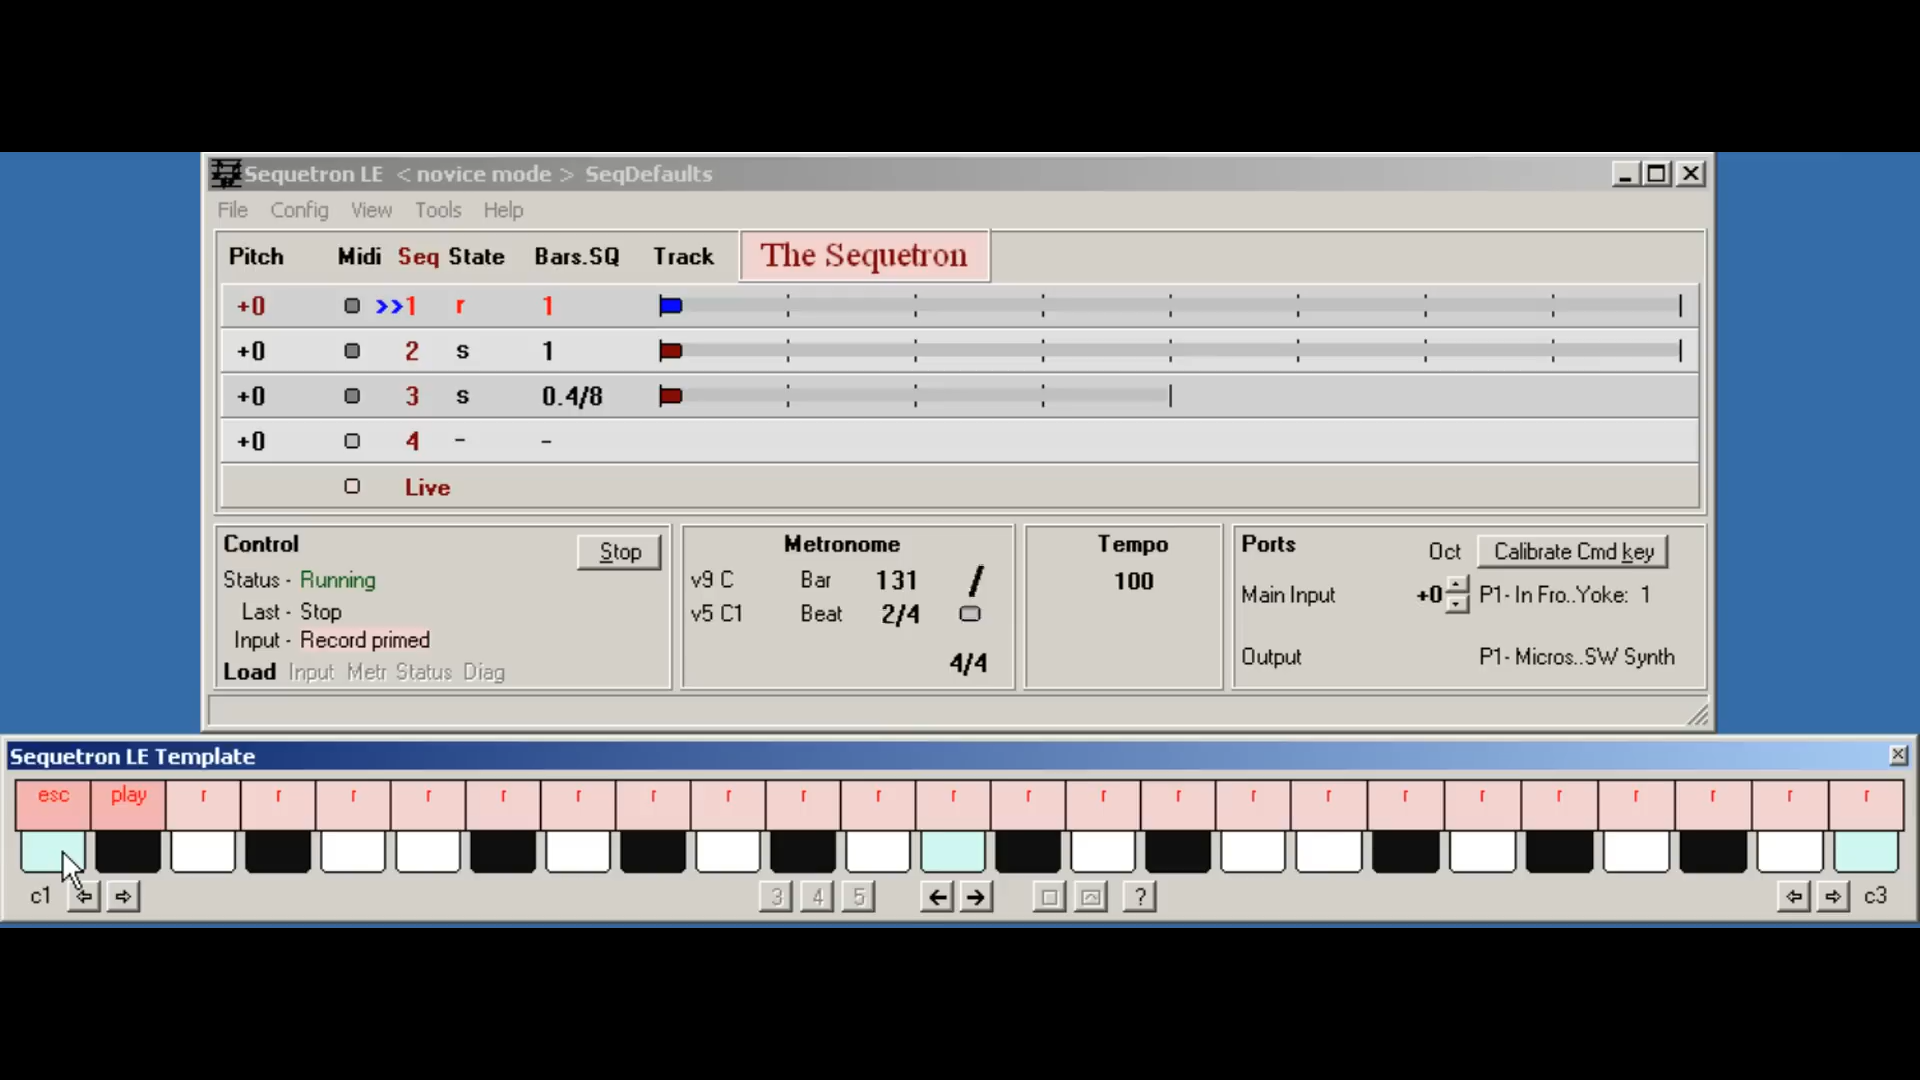 Sequetron LE < novice mode > SeqDefaults
File Config View Tools Help
Pitch Midi Seq State Bars.SQ Track The Sequetron
+0 >>1 r 1
+0 2 s 1
+0 3 s 0.4/8
+0 4 - -
Live
Control Stop
Status - Running
Last - Stop
Input - Record primed
Load Input Metr Status Diag
Metronome
v9 C Bar 131 /
v5 C1 Beat 2/4
4/4
Tempo
100
Ports Oct Calibrate Cmd key
Main Input +0 P1- In Fro..Yoke: 1
Output P1- Micros..SW Synth
Sequetron LE Template
esc play r r r r r r r r r r r r r r r r r r r r r r r
c1 3 4 5 ? c3